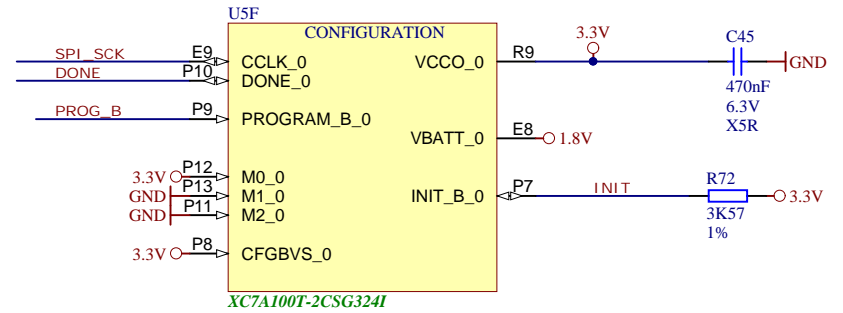 U5F
CONFIGURATION
SPI_SCK E9 CCLK_0
DONE P10 DONE_0
PROG_B P9 PROGRAM_B_0
3.3V P12 M0_0
GND P13 M1_0
GND P11 M2_0
3.3V P8 CFGBVS_0
VCCO_0 R9 3.3V
VBATT_0 E8 1.8V
INIT_B_0 P7 INIT
C45
GND
470nF
6.3V
X5R
R72
3.3V
3K57
1%
XC7A100T-2CSG324I